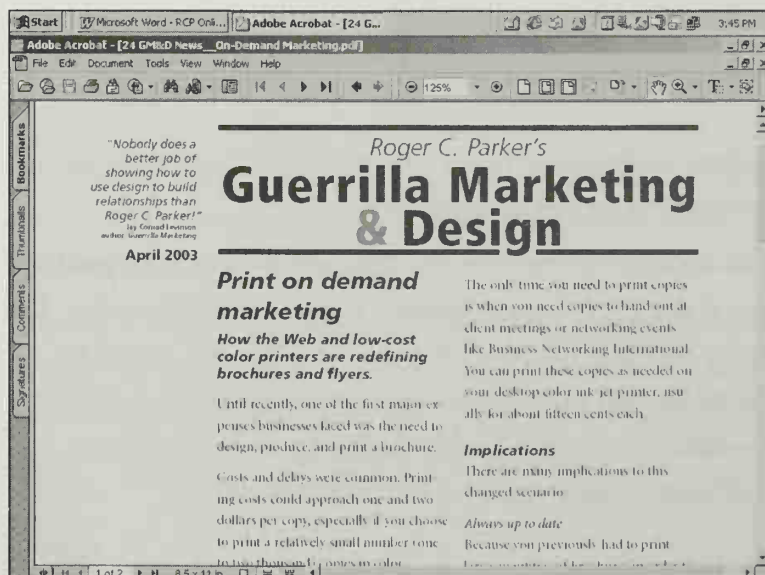 Start Microsoft Word - RCP Onli... Adobe Acrobat - [24 G... 3:45 PM
Adobe Acrobat - [24 GM&D News__On-Demand Marketing.pdf]
File Edit Document Tools View Window Help
125%
Bookmarks
Thumbnails
Comments
Signatures
"Nobody does a
better job of
showing how to
use design to build
relationships than
Roger C. Parker!"
Jay Conrad Levinson
author Guerrilla Marketing
April 2003
Roger C. Parker's
Guerrilla Marketing
& Design
Print on demand
marketing
How the Web and low-cost
color printers are redefining
brochures and flyers.
Until recently, one of the first major ex
penses businesses faced was the need to
design, produce, and print a brochure.
Costs and delays were common. Print-
ing costs could approach one and two
dollars per copy, especially if you choose
to print a relatively small number (one
to two thousand) copies in color
The only time you need to print copies
is when you need copies to hand out at
client meetings or networking events
like Business Networking International
You can print these copies as needed on
your desktop color ink jet printer, usu
ally for about fifteen cents each
Implications
There are many implications to this
changed scenario
Always up to date
Because you previously had to print
1 of 2 8.5 x 11 in